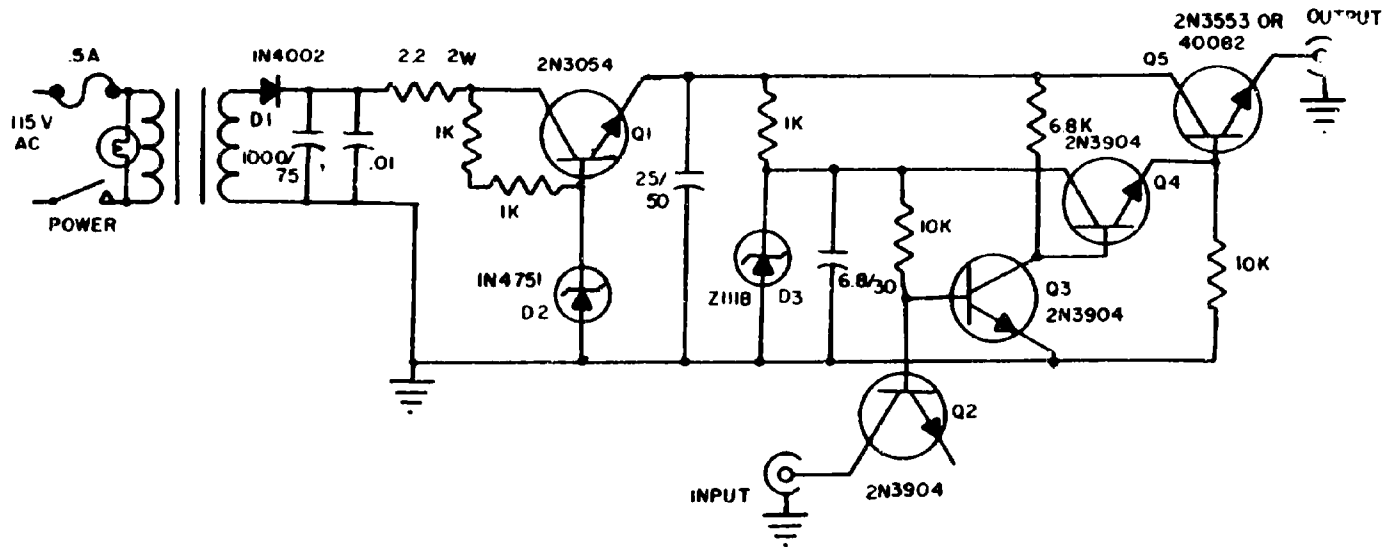 .5A
115 V
AC
POWER
1N4002
D1
1000/
75
.01
2.2 2W
1K
1K
2N3054
Q1
1N4751
D2
25/
50
1K
Z1118
D3
6.8/30
10K
6.8K
2N3904
Q4
Q3
2N3904
Q2
2N3904
INPUT
2N3553 OR
40082
Q5
OUTPUT
10K